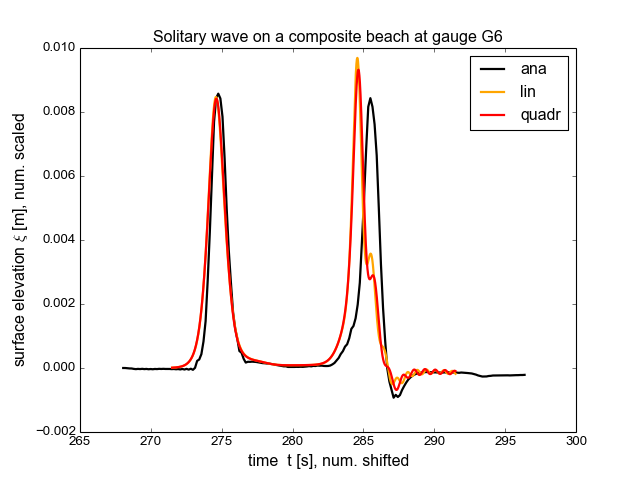 Solitary wave on a composite beach at gauge G6
surface elevation ξ [m], num. scaled
0.010
0.008
0.006
0.004
0.002
0.000
−0.002
265 270 275 280 285 290 295 300
time t [s], num. shifted
ana
lin
quadr